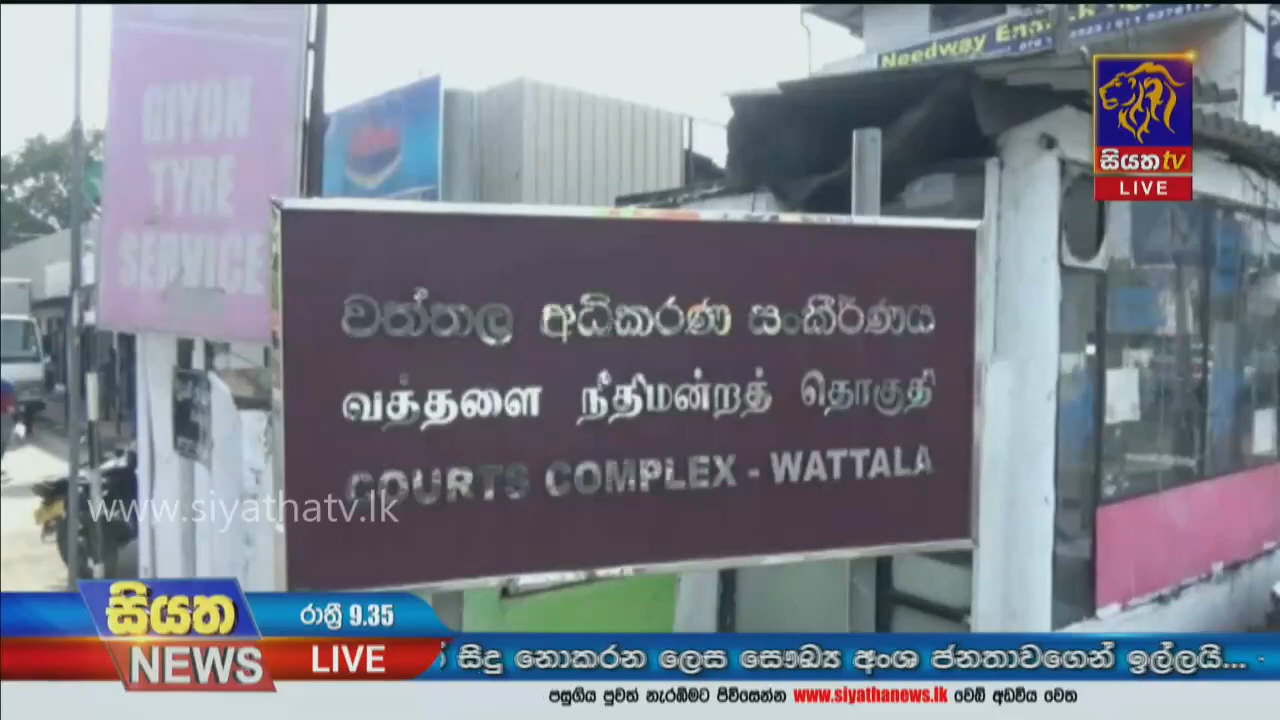 GIYON
TYRE
SERVICE
Needway
සියත tv
LIVE
වත්තල අධිකරණ සංකීර්ණය
வத்தளை நீதிமன்றத் தொகுதி
COURTS COMPLEX - WATTALA
www.siyathatv.lk
සියත
NEWS
රාත්‍රී 9.35
LIVE
සිදු නොකරන ලෙස සෞඛ්‍ය අංශ ජනතාවගෙන් ඉල්ලයි...
පසුගිය පුවත් නැරඹීමට පිවිසෙන්න www.siyathanews.lk වෙබ් අඩවිය වෙත